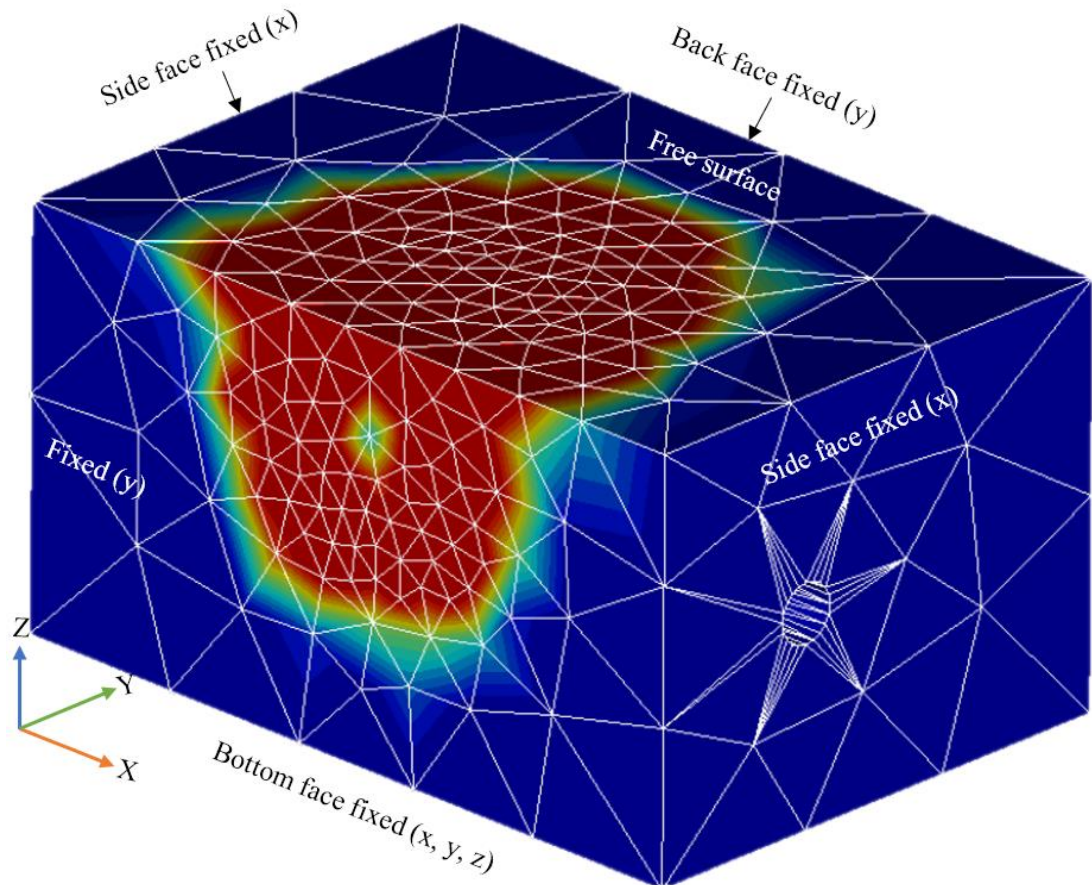 Side face fixed (x)
Back face fixed (y)
Free surface
Side face fixed (x)
Fixed (y)
Z
Y
X
Bottom face fixed (x, y, z)